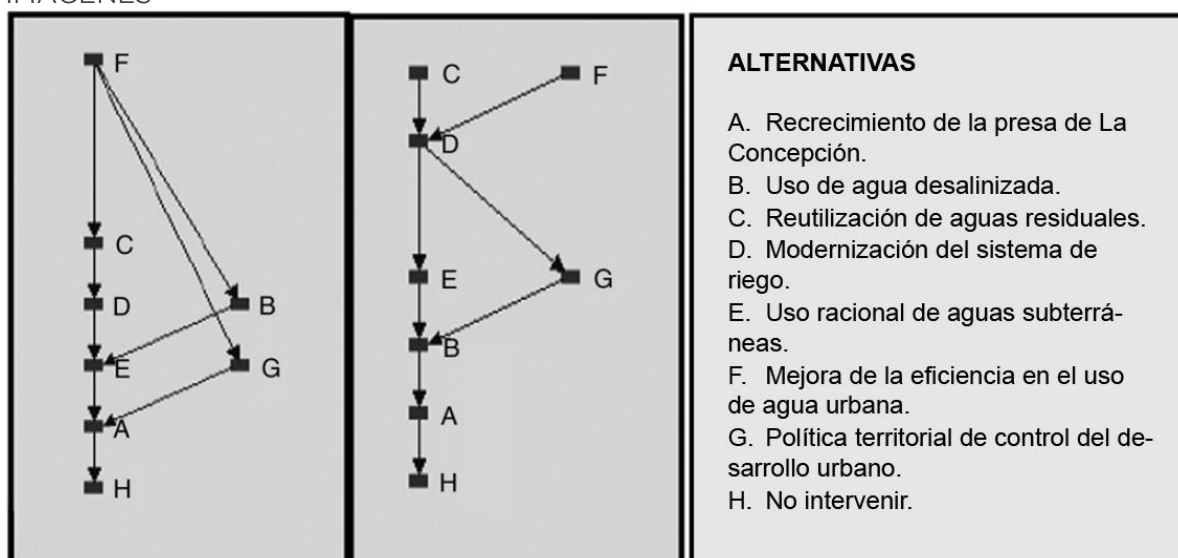 IMÁGENES
F
C
D
B
E
G
A
H
C
F
D
E
G
B
A
H
ALTERNATIVAS
A. Recrecimiento de la presa de La
Concepción.
B. Uso de agua desalinizada.
C. Reutilización de aguas residuales.
D. Modernización del sistema de
riego.
E. Uso racional de aguas subterrá-
neas.
F. Mejora de la eficiencia en el uso
de agua urbana.
G. Política territorial de control del de-
sarrollo urbano.
H. No intervenir.